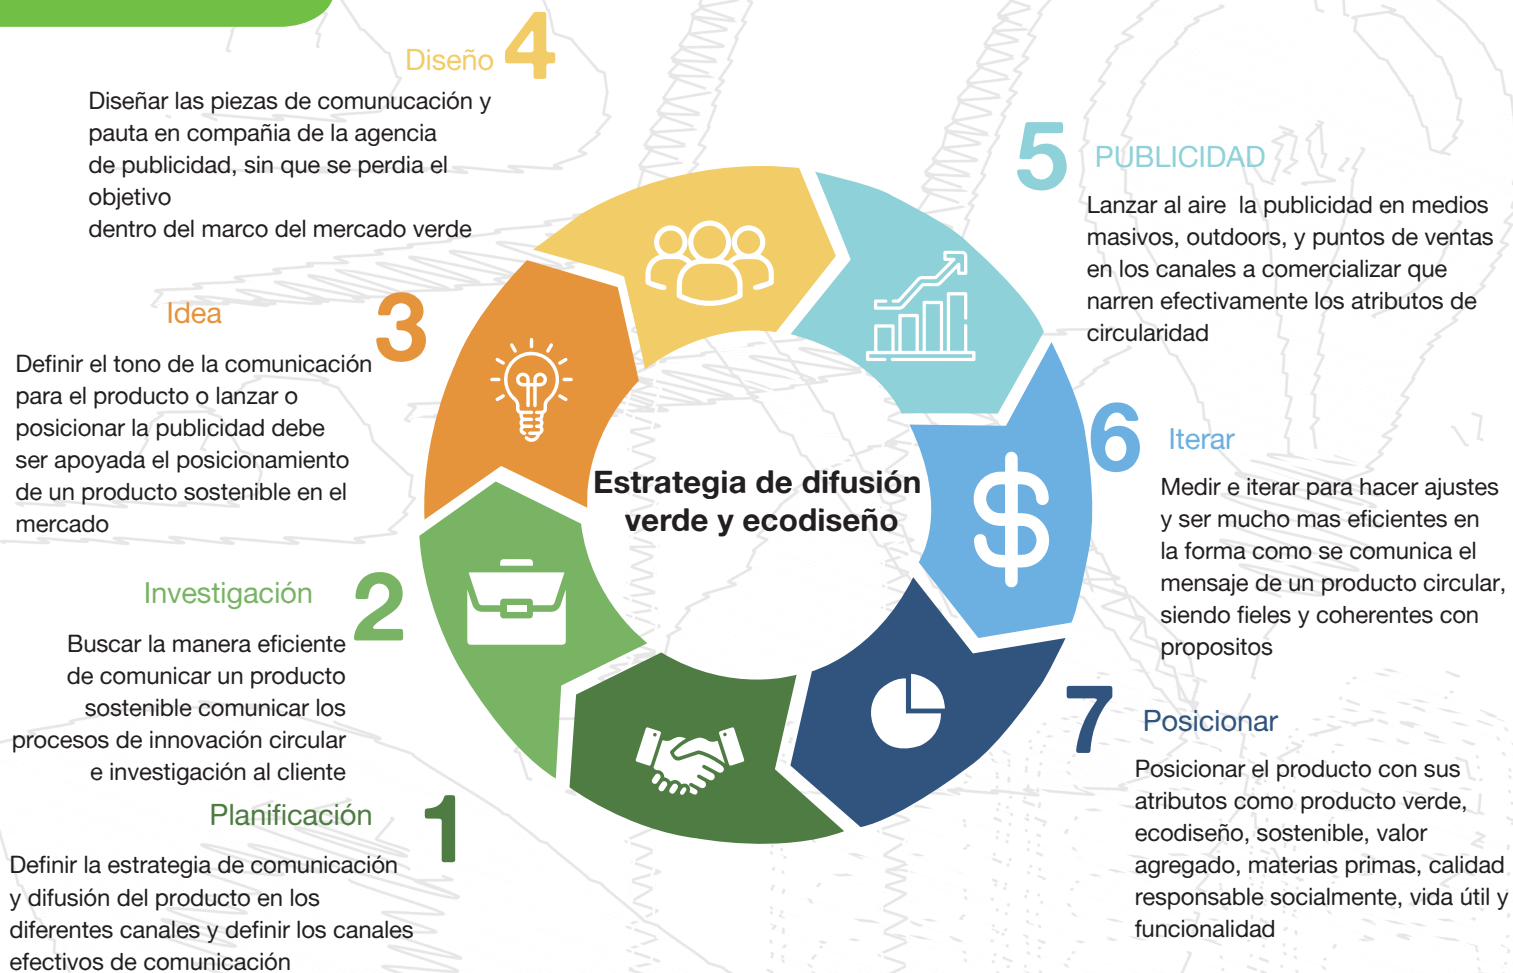 4
Diseño
Diseñar las piezas de comunucación y
pauta en compañia de la agencia
de publicidad, sin que se perdia el
objetivo
dentro del marco del mercado verde
3
Idea
Definir el tono de la comunicación
para el producto o lanzar o
posicionar la publicidad debe
ser apoyada el posicionamiento
de un producto sostenible en el
mercado
2
Investigación
Buscar la manera eficiente
de comunicar un producto
sostenible comunicar los
procesos de innovación circular
e investigación al cliente
1
Planificación
Definir la estrategia de comunicación
y difusión del producto en los
diferentes canales y definir los canales
efectivos de comunicación
Estrategia de difusión
verde y ecodiseño
$
5
PUBLICIDAD
Lanzar al aire la publicidad en medios
masivos, outdoors, y puntos de ventas
en los canales a comercializar que
narren efectivamente los atributos de
circularidad
6
Iterar
Medir e iterar para hacer ajustes
y ser mucho mas eficientes en
la forma como se comunica el
mensaje de un producto circular,
siendo fieles y coherentes con
propositos
7
Posicionar
Posicionar el producto con sus
atributos como producto verde,
ecodiseño, sostenible, valor
agregado, materias primas, calidad
responsable socialmente, vida útil y
funcionalidad